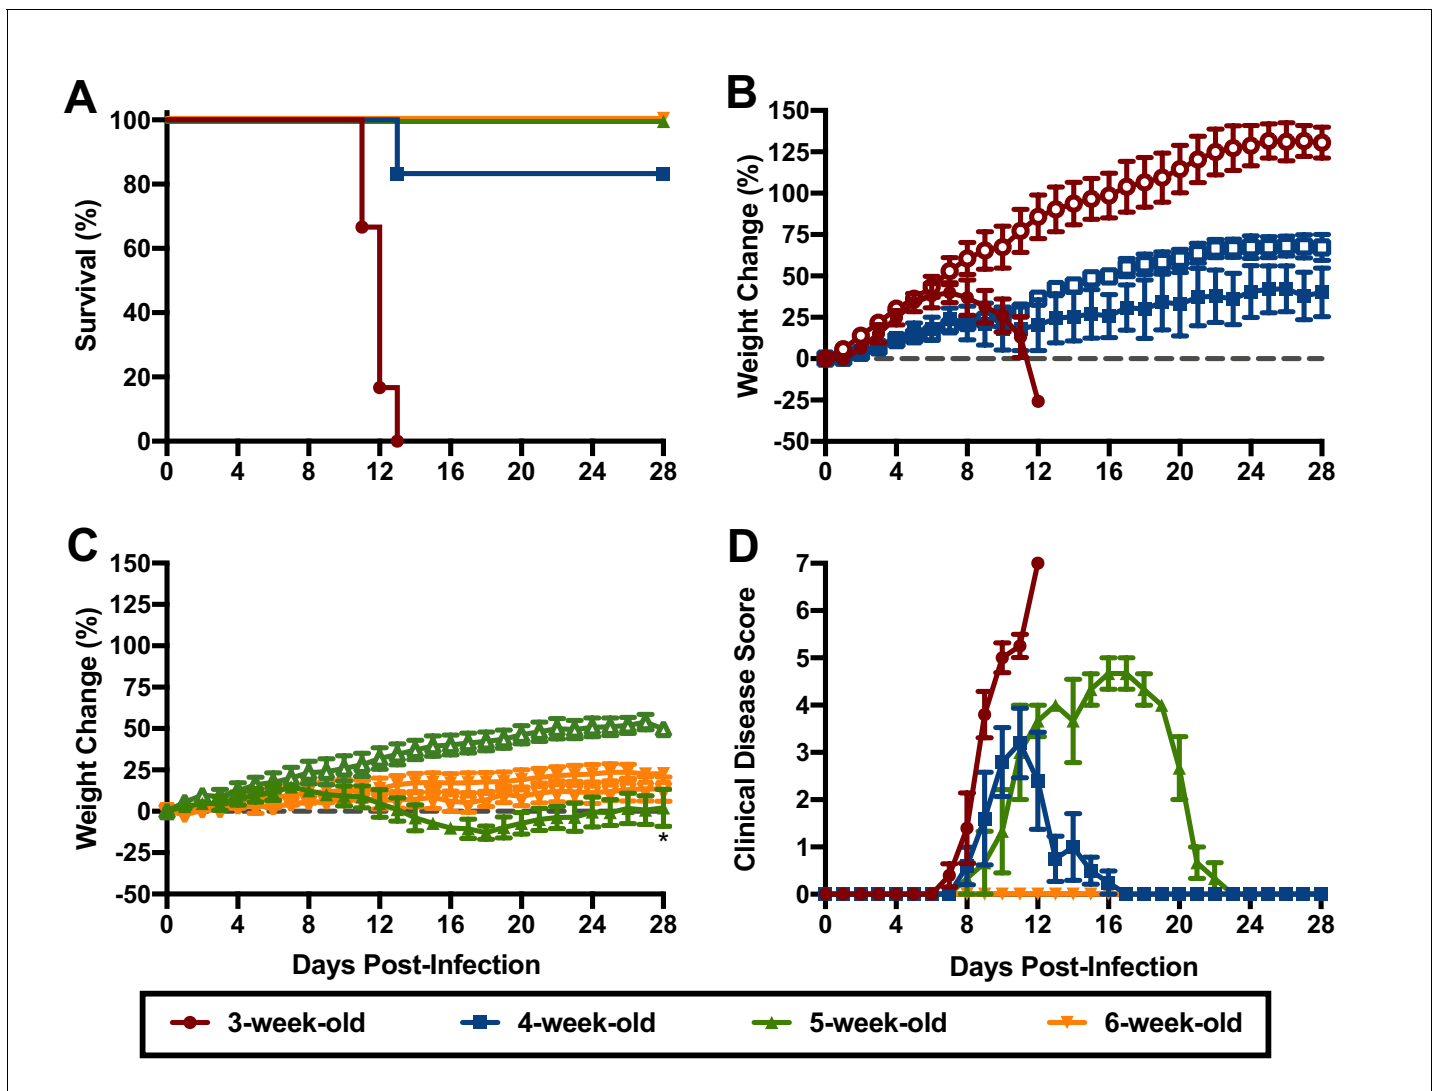 A
Survival (%)
100
80
60
40
20
0
0 4 8 12 16 20 24 28
B
Weight Change (%)
150
125
100
75
50
25
0
-25
-50
0 4 8 12 16 20 24 28
C
Weight Change (%)
150
125
100
75
50
25
0
-25
-50
*
0 4 8 12 16 20 24 28
Days Post-Infection
D
Clinical Disease Score
7
6
5
4
3
2
1
0
0 4 8 12 16 20 24 28
Days Post-Infection
3-week-old 4-week-old 5-week-old 6-week-old